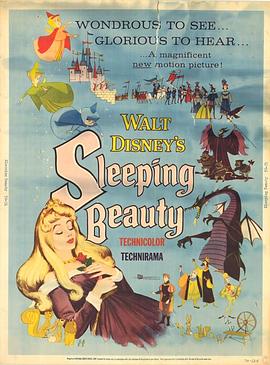 WONDROUS TO SEE...
GLORIOUS TO HEAR...
...A magnificent
new motion picture!
WALT
DISNEY'S
Sleeping
Beauty
TECHNICOLOR
TECHNIRAMA